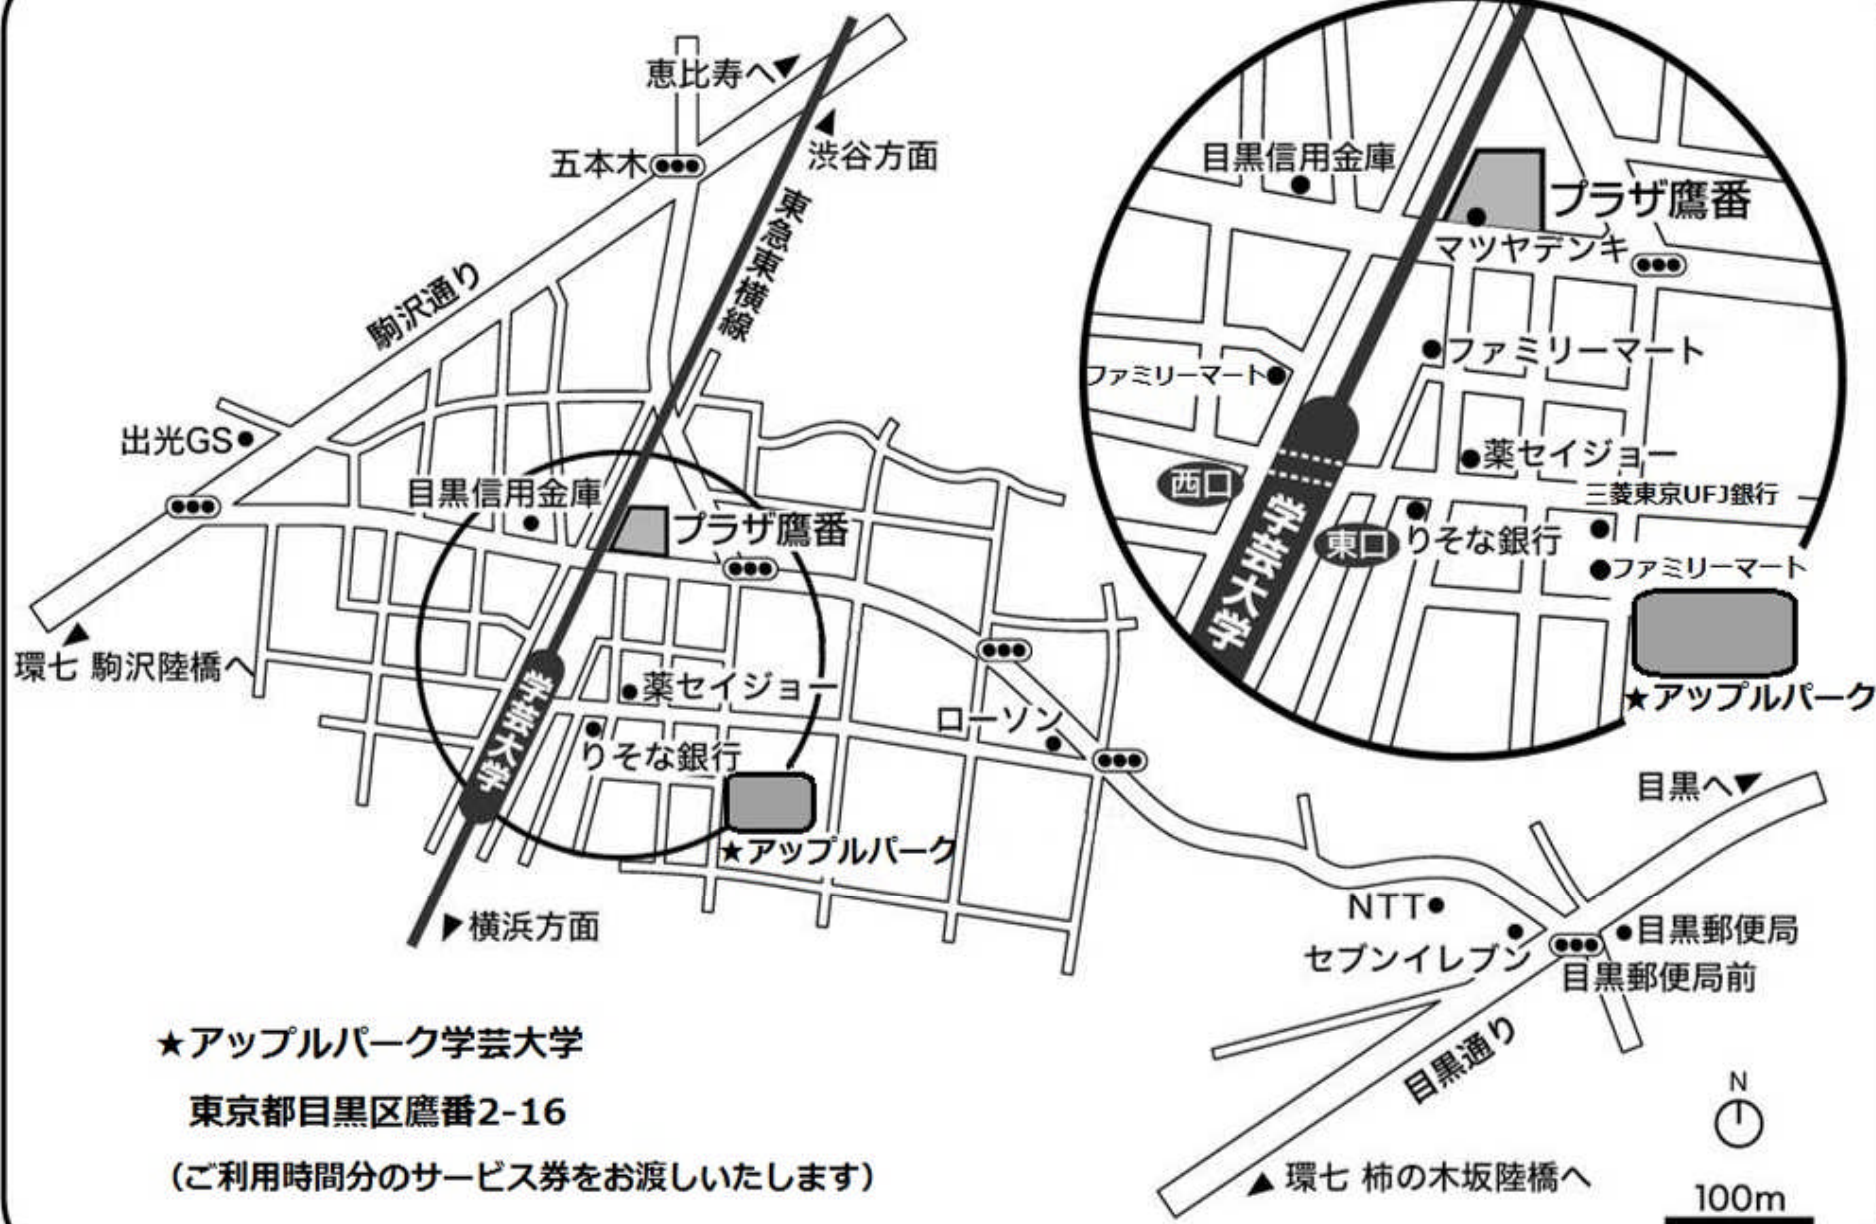 恵比寿へ
渋谷方面
五本木
東急東横線
駒沢通り
出光GS
目黒信用金庫
プラザ鷹番
環七 駒沢陸橋へ
学芸大学
薬セイジョー
りそな銀行
ローソン
★アップルパーク
横浜方面
目黒信用金庫
プラザ鷹番
マツヤデンキ
ファミリーマート
ファミリーマート
薬セイジョー
西口
三菱東京UFJ銀行
学芸大学
東口
りそな銀行
ファミリーマート
★アップルパーク
目黒へ
NTT
セブンイレブン
目黒郵便局
目黒郵便局前
目黒通り
環七 柿の木坂陸橋へ
N
100m
★アップルパーク学芸大学
東京都目黒区鷹番2-16
（ご利用時間分のサービス券をお渡しいたします）